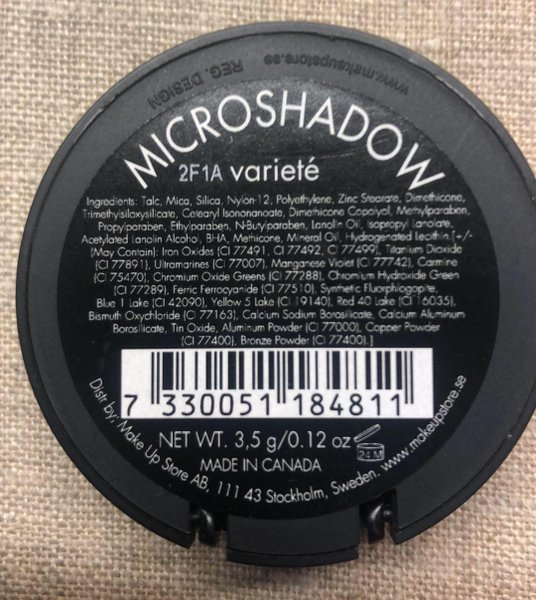 www.makeupstore.se
REG. DESIGN
MICROSHADOW
2F1A varieté
Ingredients: Talc, Mica, Silica, Nylon-12, Polyethylene, Zinc Stearate, Dimethicone,
Trimethylsiloxysilicate, Cetearyl Isononanoate, Dimethicone Copolyol, Methylparaben,
Propylparaben, Ethylparaben, N-Butylparaben, Lanolin Oil, Isopropyl Lanolate,
Acetylated Lanolin Alcohol, BHA, Methicone, Mineral Oil, Hydrogenated Lecithin.[+/-
(May Contain): Iron Oxides (CI 77491, CI 77492, CI 77499), Titanium Dioxide
(CI 77891), Ultramarines (CI 77007), Manganese Violet (CI 77742), Carmine
(CI 75470), Chromium Oxide Greens (CI 77288), Chromium Hydroxide Green
(CI 77289), Ferric Ferrocyanide (CI 77510), Synthetic Fluorphlogopite,
Blue 1 Lake (CI 42090), Yellow 5 Lake (CI 19140), Red 40 Lake (CI 16035),
Bismuth Oxychloride (CI 77163), Calcium Sodium Borosilicate, Calcium Aluminum
Borosilicate, Tin Oxide, Aluminum Powder (CI 77000), Copper Powder
(CI 77400), Bronze Powder (CI 77400).]
7 330051 184811
NET WT. 3,5 g/0.12 oz
24 M
MADE IN CANADA
Distr by, Make Up Store AB, 111 43 Stockholm, Sweden. www.makeupstore.se